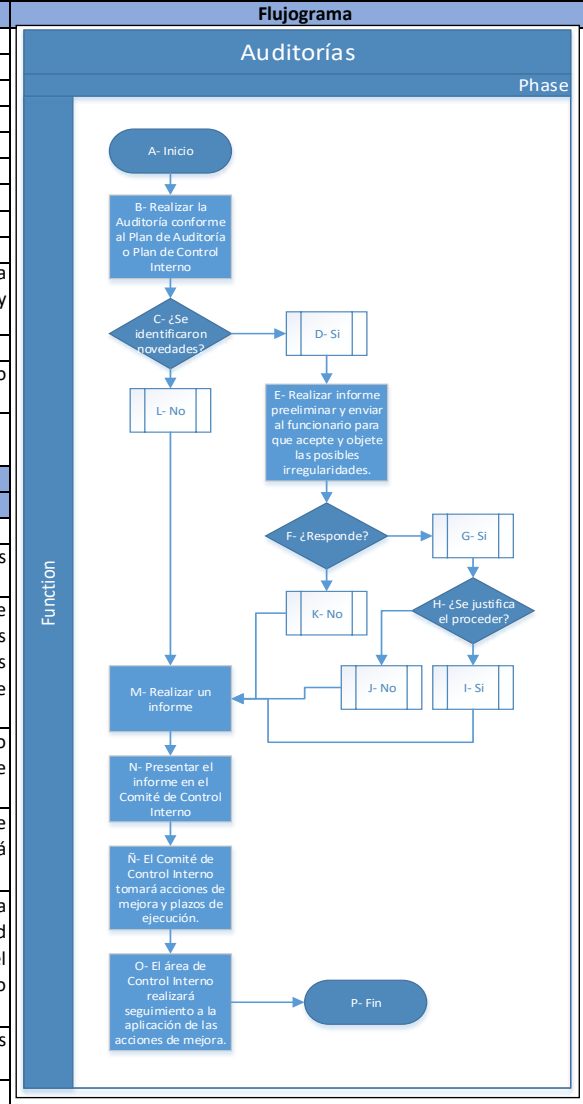 Flujograma
Auditorías
Phase
Function
A- Inicio
B- Realizar la
Auditoría conforme
al Plan de Auditoría
o Plan de Control
Interno
C- ¿Se
identificaron
novedades?
D- Si
L- No
E- Realizar informe
preeliminar y enviar
al funcionario para
que acepte y objete
las posibles
irregularidades.
F- ¿Responde?
G- Si
K- No
H- ¿Se justifica
el proceder?
J- No
I- Si
M- Realizar un
informe
N- Presentar el
informe en el
Comité de Control
Interno
Ñ- El Comité de
Control Interno
tomará acciones de
mejora y plazos de
ejecución.
O- El área de
Control Interno
realizará
seguimiento a la
aplicación de las
acciones de mejora.
P- Fin